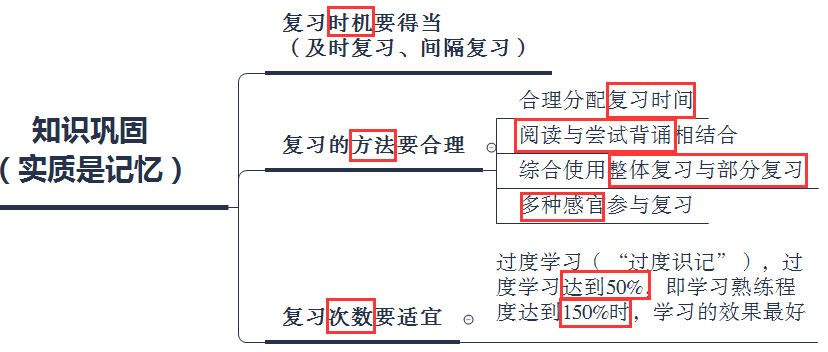 复习时机要得当
（及时复习、间隔复习）
知识巩固
（实质是记忆）
复习的方法要合理
合理分配复习时间
阅读与尝试背诵相结合
综合使用整体复习与部分复习
多种感官参与复习
复习次数要适宜
过度学习（“过度识记”），过
度学习达到50%，即学习熟练程
度达到150%时，学习的效果最好